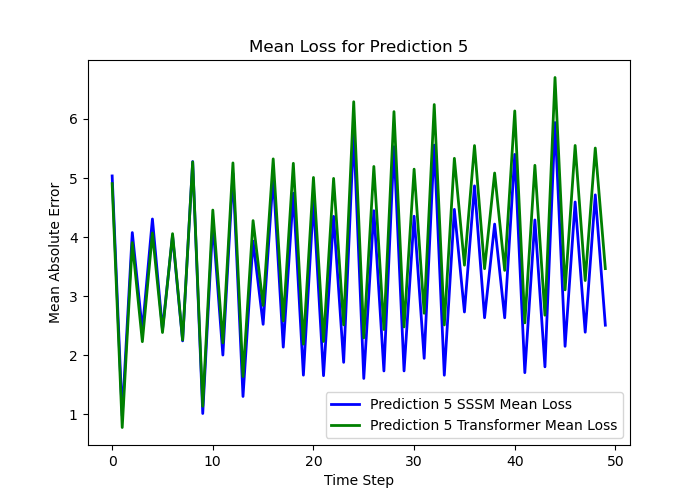 Mean Loss for Prediction 5
Mean Absolute Error
6
5
4
3
2
1
Prediction 5 SSSM Mean Loss
Prediction 5 Transformer Mean Loss
0 10 20 30 40 50
Time Step